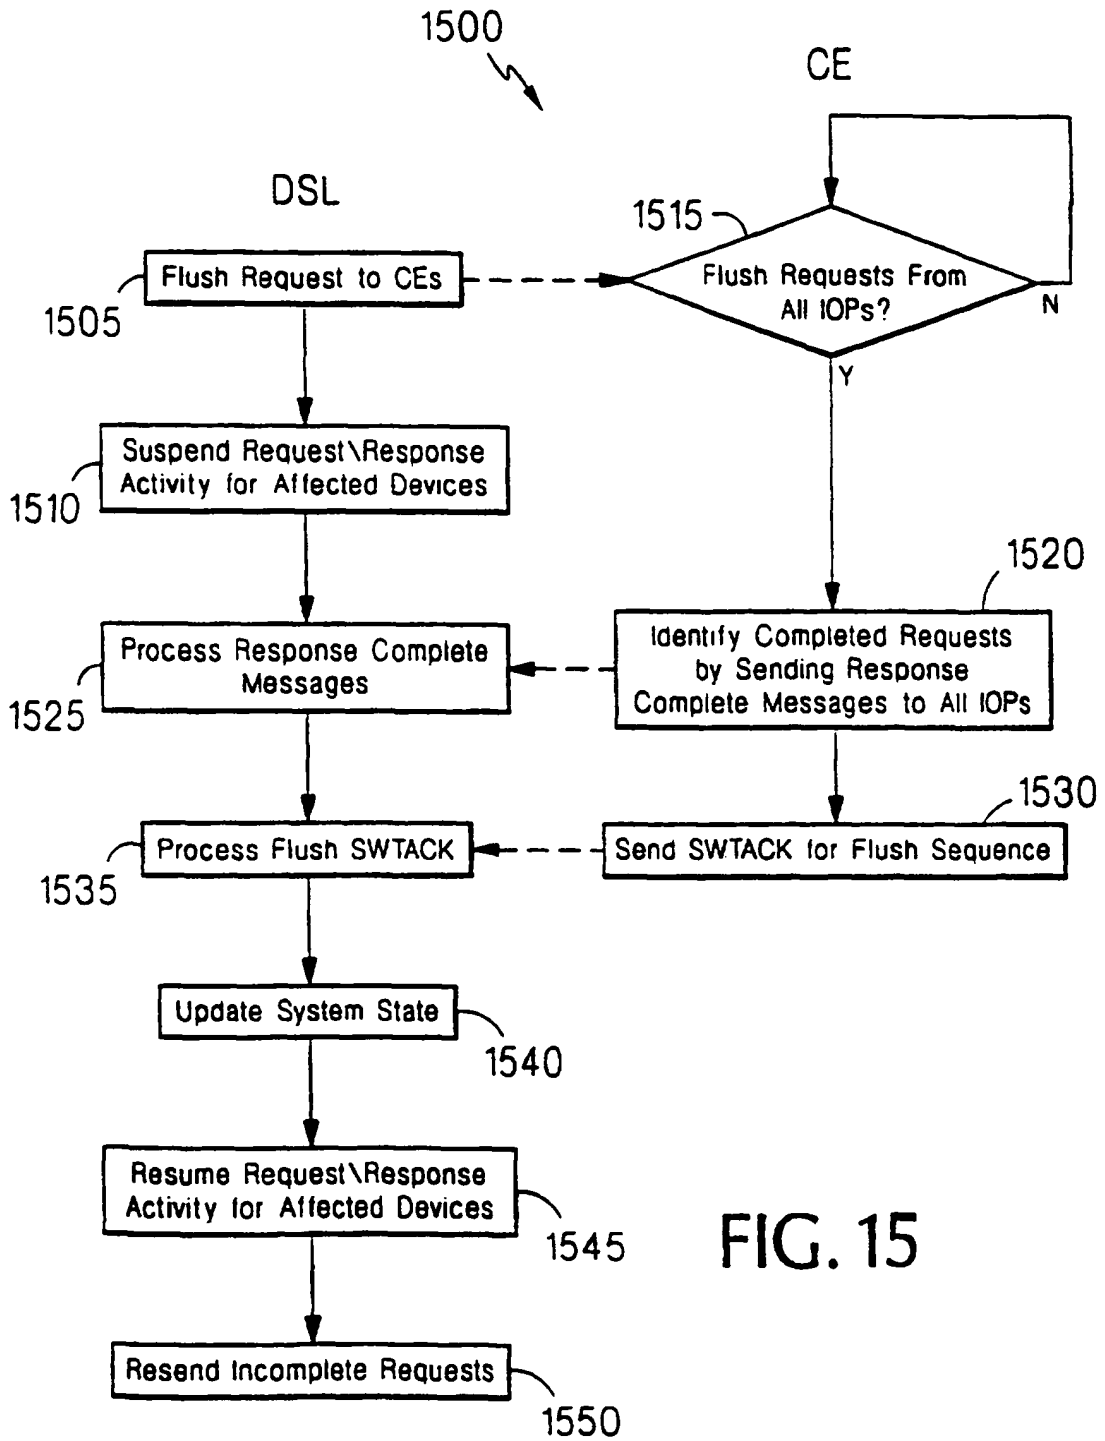 1500
CE
DSL
1515
Flush Request to CEs
1505
Flush Requests From
All IOPs?
N
Y
Suspend Request\Response
Activity for Affected Devices
1510
1520
Identify Completed Requests
by Sending Response
Complete Messages to All IOPs
Process Response Complete
Messages
1525
1530
Process Flush SWTACK
Send SWTACK for Flush Sequence
1535
Update System State
1540
Resume Request\Response
Activity for Affected Devices
1545
FIG. 15
Resend Incomplete Requests
1550